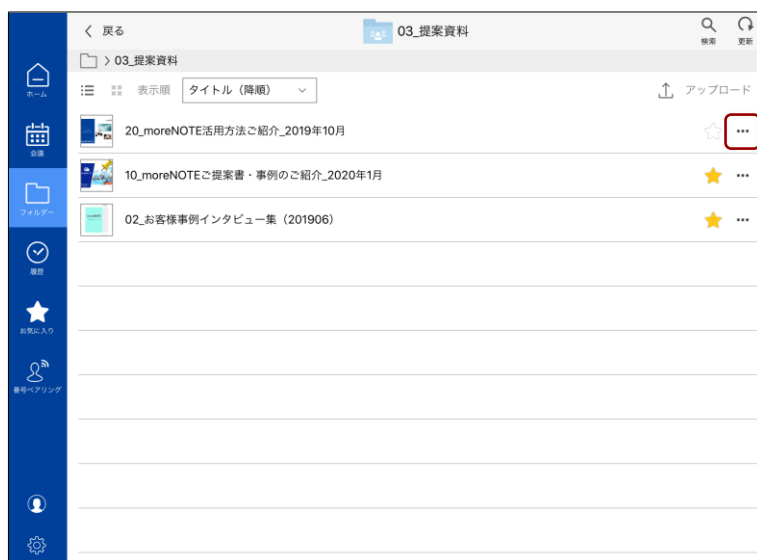 戻る
03_提案資料
検索
更新
03_提案資料
表示順
タイトル（降順）
アップロード
20_moreNOTE活用方法ご紹介_2019年10月
10_moreNOTEご提案書・事例のご紹介_2020年1月
02_お客様事例インタビュー集（201906）
ホーム
会議
フォルダー
履歴
お気に入り
番号ペアリング